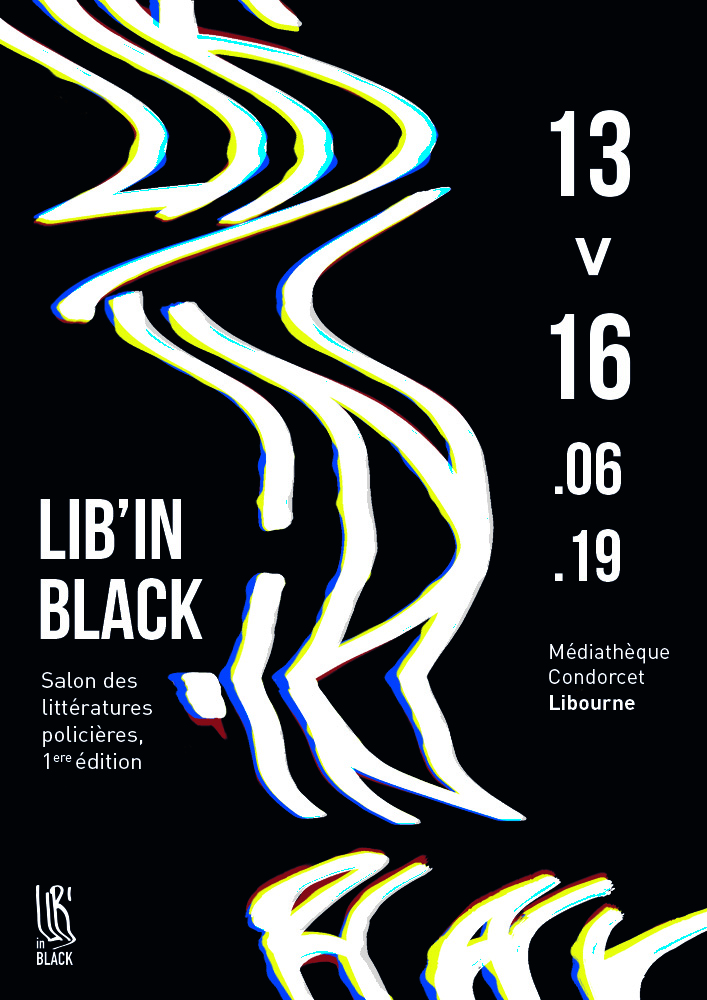 13
v
16
.06
.19
LIB’IN
BLACK
Salon des
littératures
policières,
1ere édition
Médiathèque
Condorcet
Libourne
LIB'
in
BLACK